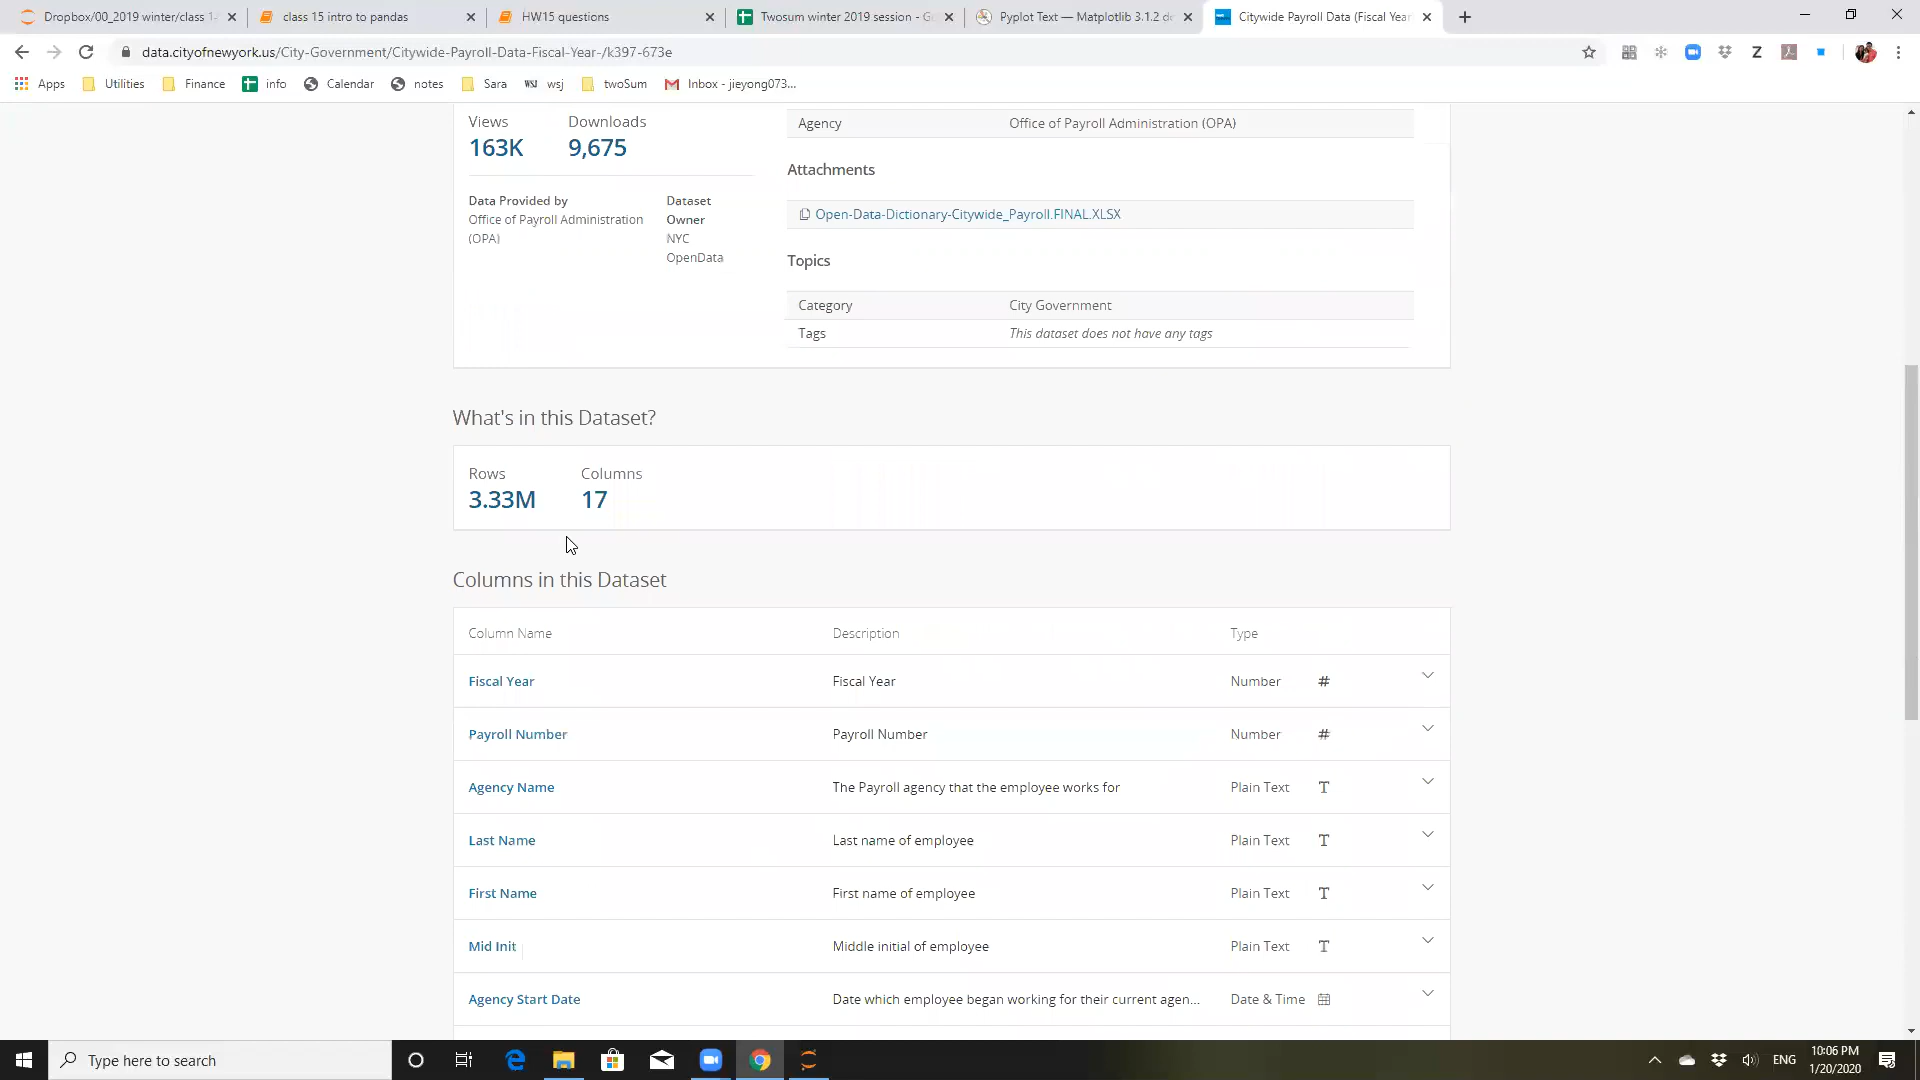 Dropbox/00_2019 winter/class 1
class 15 intro to pandas
HW15 questions
Twosum winter 2019 session - G
Pyplot Text — Matplotlib 3.1.2 d
Citywide Payroll Data (Fiscal Year
data.cityofnewyork.us/City-Government/Citywide-Payroll-Data-Fiscal-Year-/k397-673e
Apps
Utilities
Finance
info
Calendar
notes
Sara
WSJ wsj
twoSum
Inbox - jieyong073...
Views
163K
Downloads
9,675
Data Provided by
Office of Payroll Administration
(OPA)
Dataset
Owner
NYC
OpenData
Agency
Office of Payroll Administration (OPA)
Attachments
Open-Data-Dictionary-Citywide_Payroll.FINAL.XLSX
Topics
Category
City Government
Tags
This dataset does not have any tags
What's in this Dataset?
Rows
3.33M
Columns
17
Columns in this Dataset
Column Name
Description
Type
Fiscal Year
Fiscal Year
Number #
Payroll Number
Payroll Number
Number #
Agency Name
The Payroll agency that the employee works for
Plain Text T
Last Name
Last name of employee
Plain Text T
First Name
First name of employee
Plain Text T
Mid Init
Middle initial of employee
Plain Text T
Agency Start Date
Date which employee began working for their current agen...
Date & Time
Type here to search
ENG
10:06 PM
1/20/2020